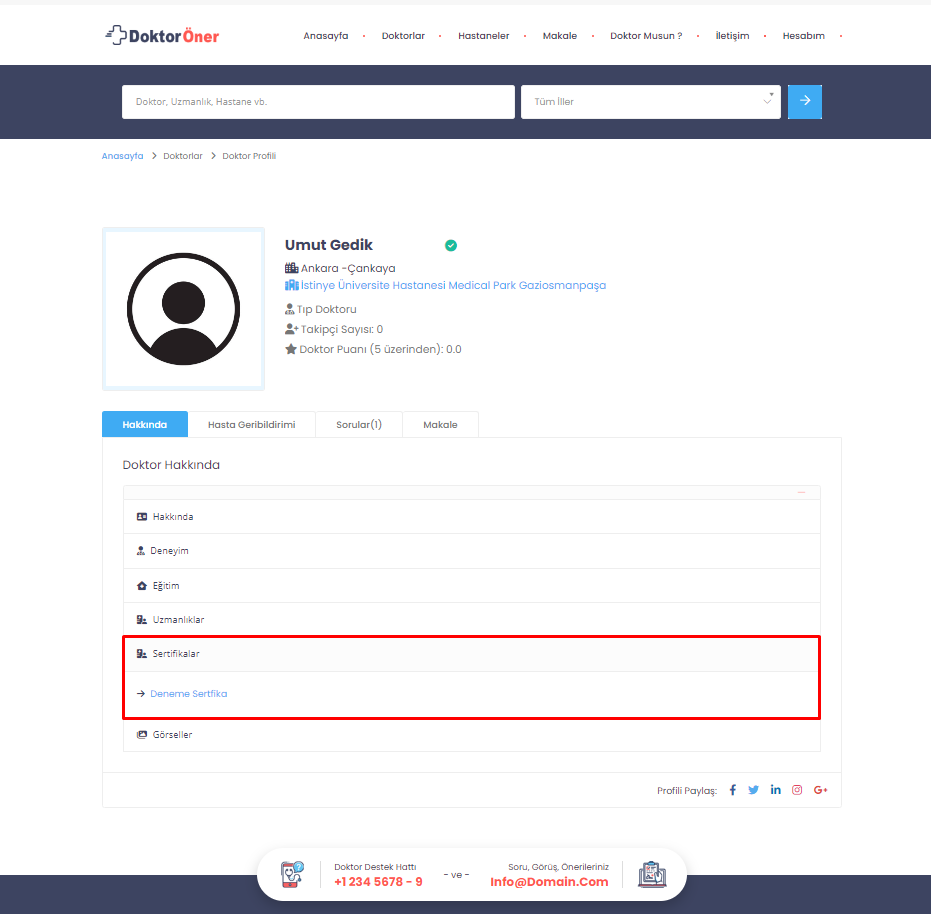 DoktorÖner
Anasayfa Doktorlar Hastaneler Makale Doktor Musun ? İletişim Hesabım
Doktor, Uzmanlık, Hastane vb. Tüm İller
Anasayfa Doktorlar Doktor Profili
Umut Gedik
Ankara -Çankaya
İstinye Üniversite Hastanesi Medical Park Gaziosmanpaşa
Tıp Doktoru
Takipçi Sayısı: 0
Doktor Puanı (5 üzerinden): 0.0
Hakkında Hasta Geribildirimi Sorular(1) Makale
Doktor Hakkında
Hakkında
Deneyim
Eğitim
Uzmanlıklar
Sertifikalar
Deneme Sertfika
Görseller
Profili Paylaş:
Doktor Destek Hattı
+1 234 5678 - 9
- ve -
Soru, Görüş, Önerileriniz
Info@Domain.Com